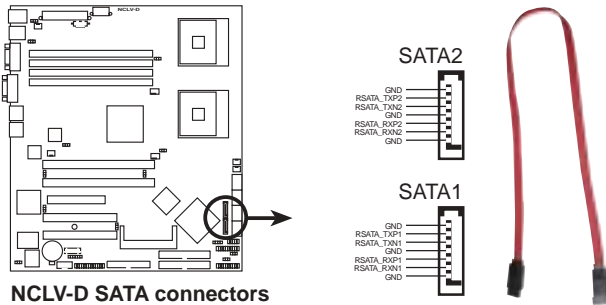 NCLV-D
SATA2
GND
RSATA_TXP2
RSATA_TXN2
GND
RSATA_RXP2
RSATA_RXN2
GND
SATA1
GND
RSATA_TXP1
RSATA_TXN1
GND
RSATA_RXP1
RSATA_RXN1
GND
NCLV-D SATA connectors